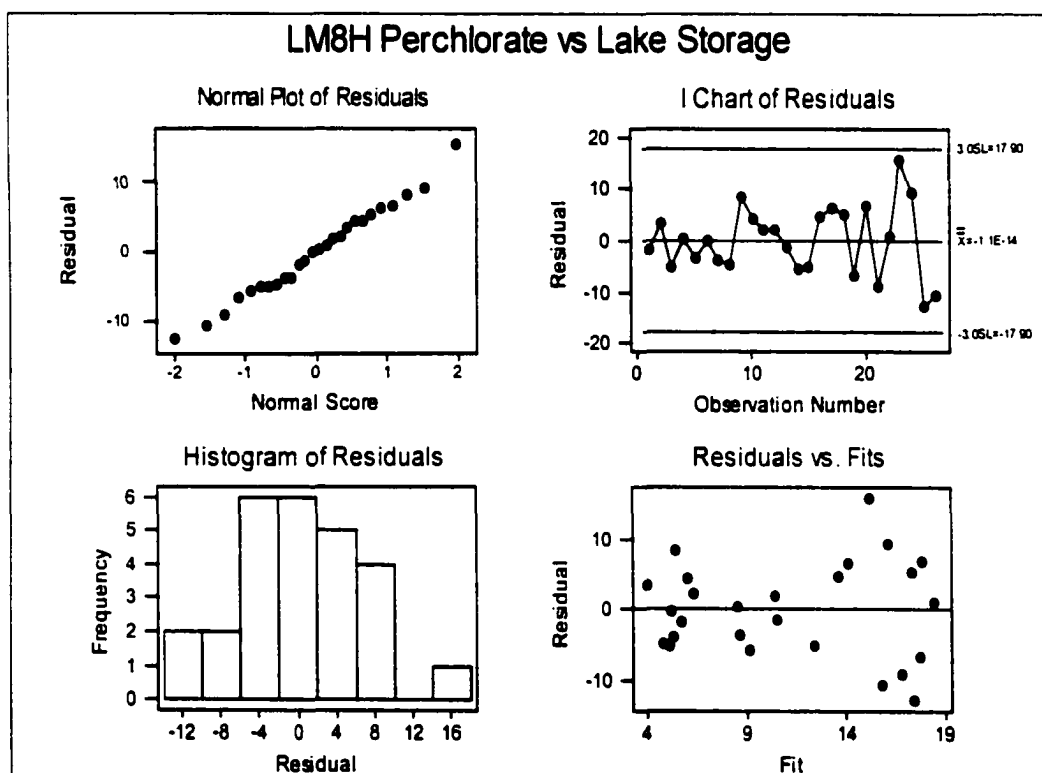 LM8H Perchlorate vs Lake Storage
Normal Plot of Residuals
Residual
10
0
-10
-2 -1 0 1 2
Normal Score
I Chart of Residuals
Residual
20
10
0
-10
-20
3.0SL=17.90
X=-1.1E-14
-3.0SL=-17.90
0 10 20
Observation Number
Histogram of Residuals
Frequency
6
5
4
3
2
1
0
-12 -8 -4 0 4 8 12 16
Residual
Residuals vs. Fits
Residual
10
0
-10
4 9 14 19
Fit